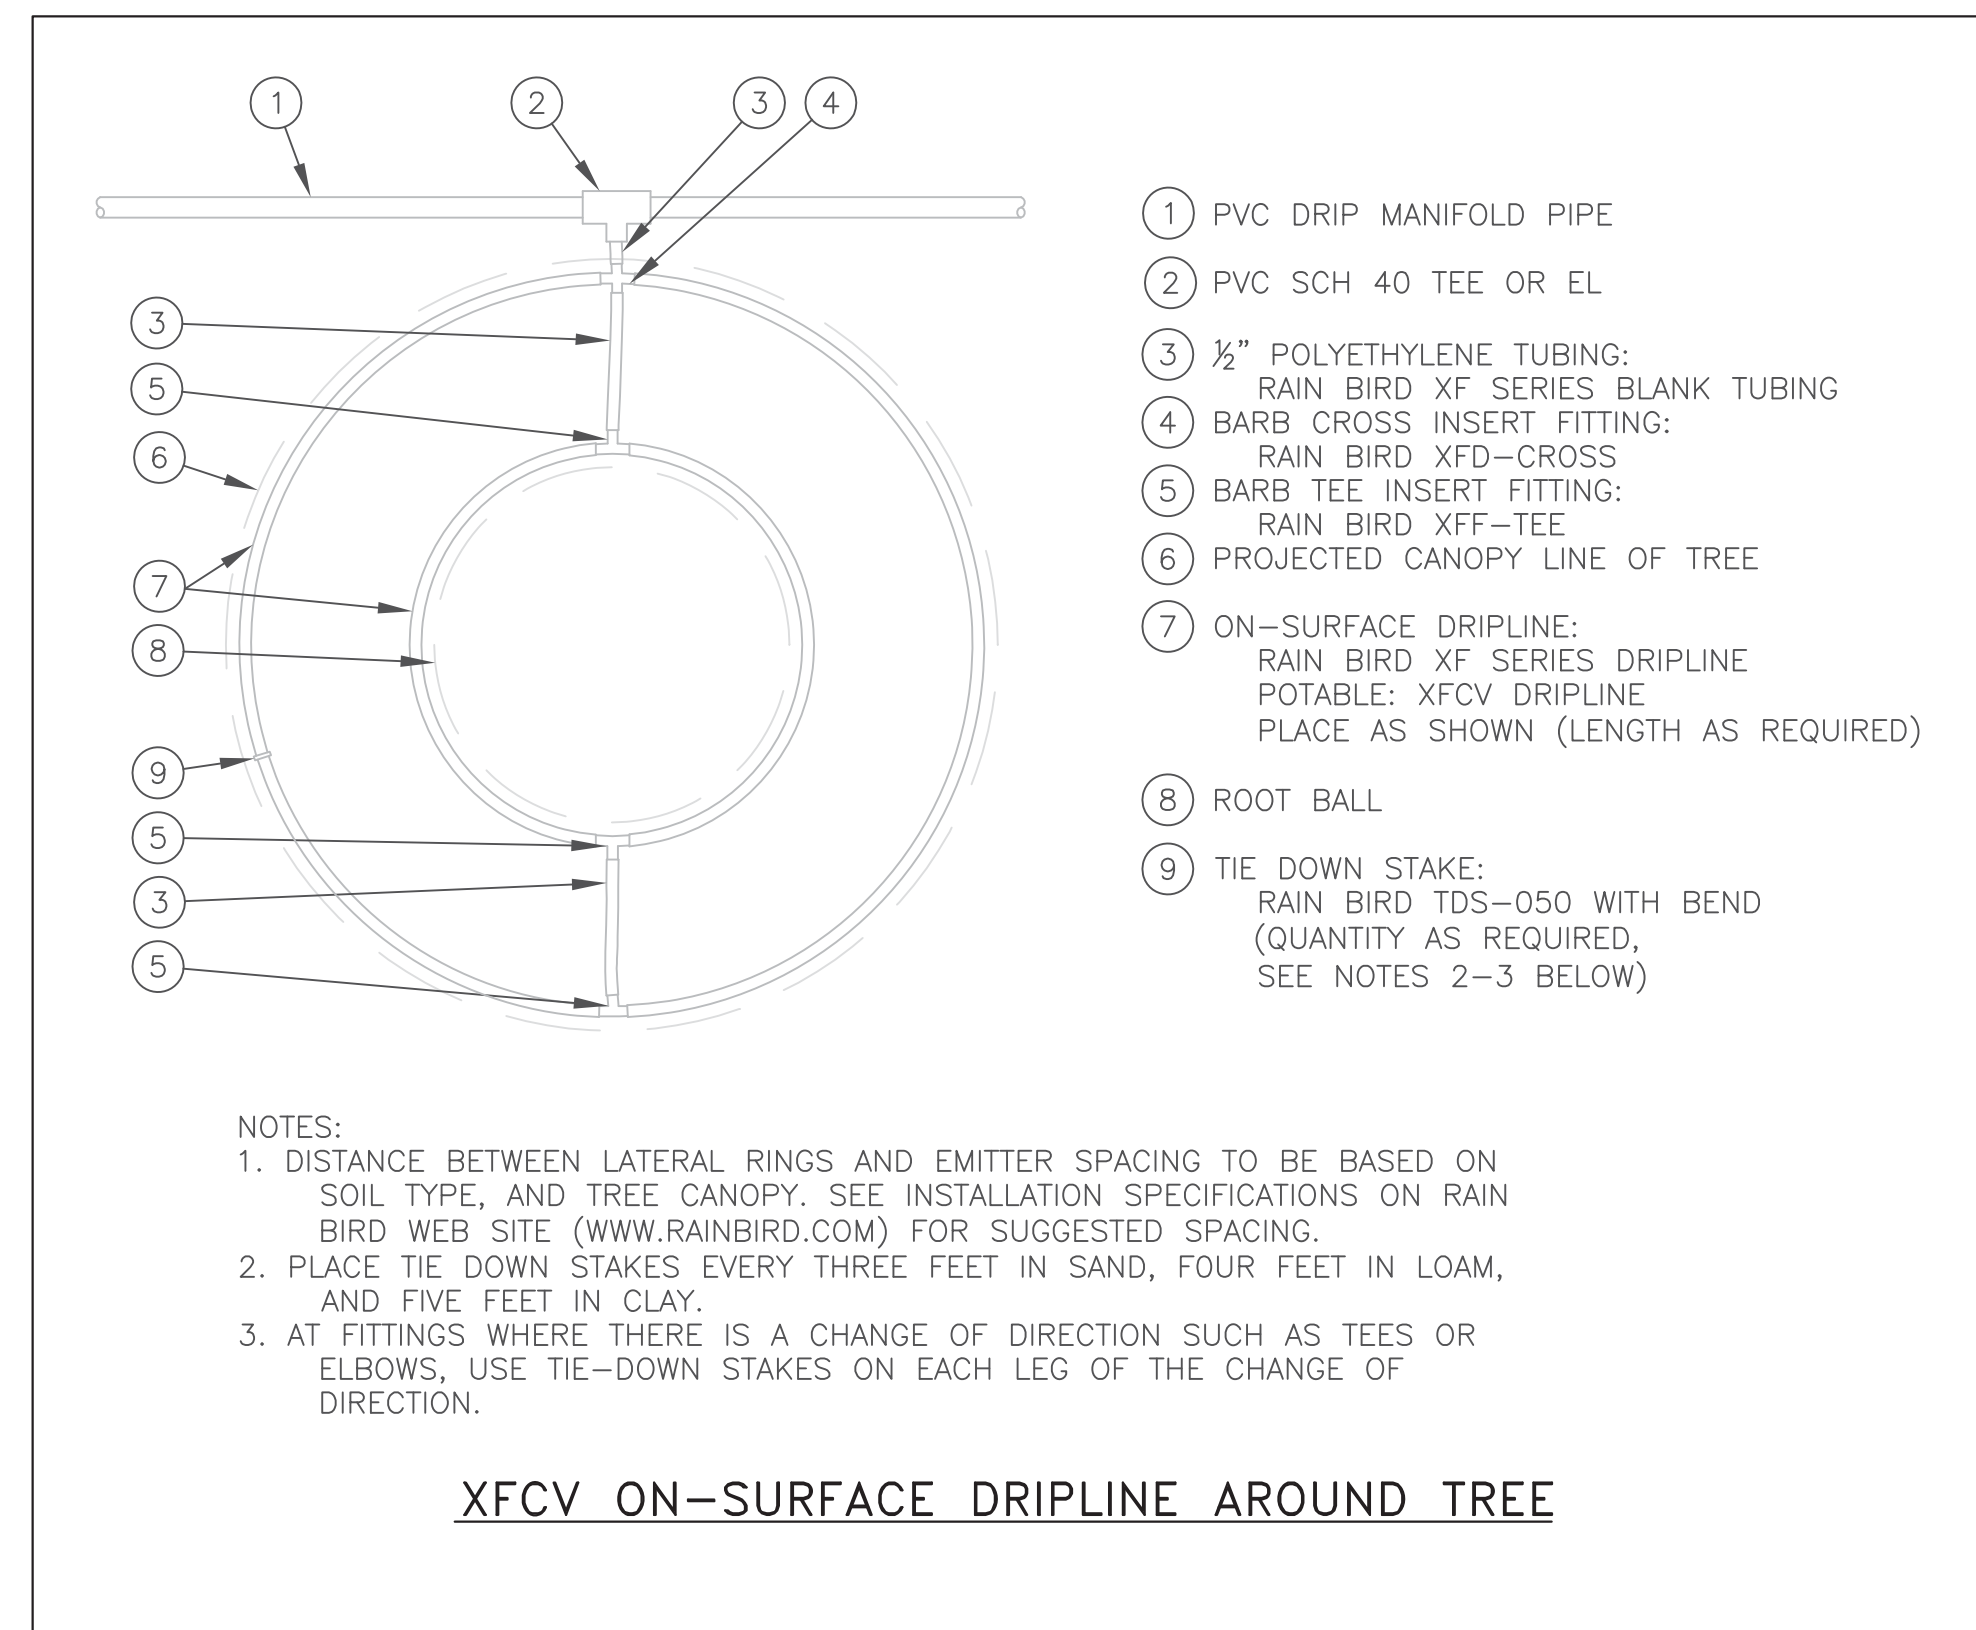 1 2 3 4
3
5
6
7
8
9
5
3
5
1 PVC DRIP MANIFOLD PIPE
2 PVC SCH 40 TEE OR EL
3 ½" POLYETHYLENE TUBING:
RAIN BIRD XF SERIES BLANK TUBING
4 BARB CROSS INSERT FITTING:
RAIN BIRD XFD-CROSS
5 BARB TEE INSERT FITTING:
RAIN BIRD XFF-TEE
6 PROJECTED CANOPY LINE OF TREE
7 ON-SURFACE DRIPLINE:
RAIN BIRD XF SERIES DRIPLINE
POTABLE: XFCV DRIPLINE
PLACE AS SHOWN (LENGTH AS REQUIRED)
8 ROOT BALL
9 TIE DOWN STAKE:
RAIN BIRD TDS-050 WITH BEND
(QUANTITY AS REQUIRED,
SEE NOTES 2-3 BELOW)
NOTES:
1. DISTANCE BETWEEN LATERAL RINGS AND EMITTER SPACING TO BE BASED ON
SOIL TYPE, AND TREE CANOPY. SEE INSTALLATION SPECIFICATIONS ON RAIN
BIRD WEB SITE (WWW.RAINBIRD.COM) FOR SUGGESTED SPACING.
2. PLACE TIE DOWN STAKES EVERY THREE FEET IN SAND, FOUR FEET IN LOAM,
AND FIVE FEET IN CLAY.
3. AT FITTINGS WHERE THERE IS A CHANGE OF DIRECTION SUCH AS TEES OR
ELBOWS, USE TIE-DOWN STAKES ON EACH LEG OF THE CHANGE OF
DIRECTION.
XFCV ON-SURFACE DRIPLINE AROUND TREE